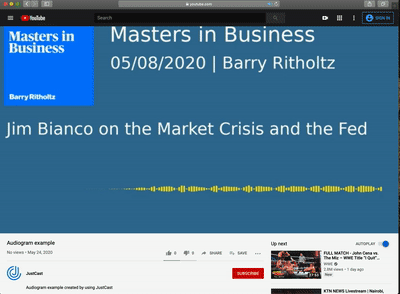 youtube.com
YouTube
Search
SIGN IN
Masters in
Business
Barry Ritholtz
Masters in Business
05/08/2020 | Barry Ritholtz
Jim Bianco on the Market Crisis and the Fed
Audiogram example
No views • May 24, 2020
0
0
SHARE
SAVE
JustCast
SUBSCRIBE
Audiogram example created by using JustCast
Up next
AUTOPLAY
FULL MATCH - John Cena vs.
The Miz – WWE Title "I Quit"...
WWE
2.8M views • 1 day ago
KTN NEWS Livestream | Nairobi,